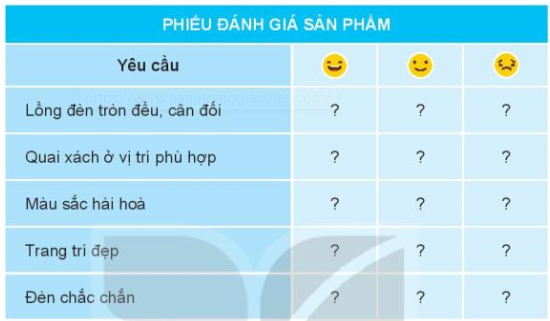 PHIẾU ĐÁNH GIÁ SẢN PHẨM
Yêu cầu
Lồng đèn tròn đều, cân đối ? ? ?
Quai xách ở vị trí phù hợp ? ? ?
Màu sắc hài hoà ? ? ?
Trang trí đẹp ? ? ?
Đèn chắc chắn ? ? ?